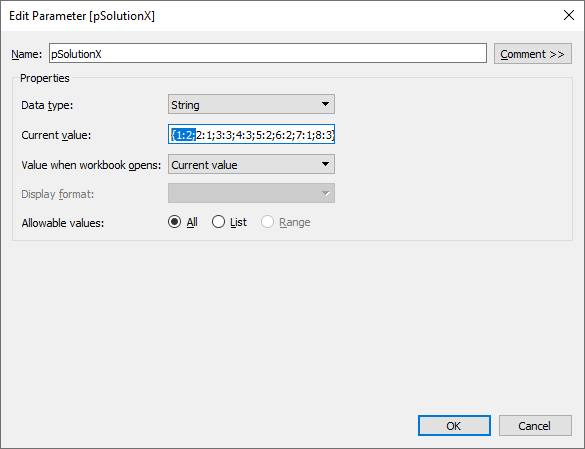 Edit Parameter [pSolutionX]
Name: pSolutionX Comment >>
Properties
Data type: String
Current value: {1:2;2:1;3:3;4:3;5:2;6:2;7:1;8:3}
Value when workbook opens: Current value
Display format:
Allowable values: All List Range
OK Cancel